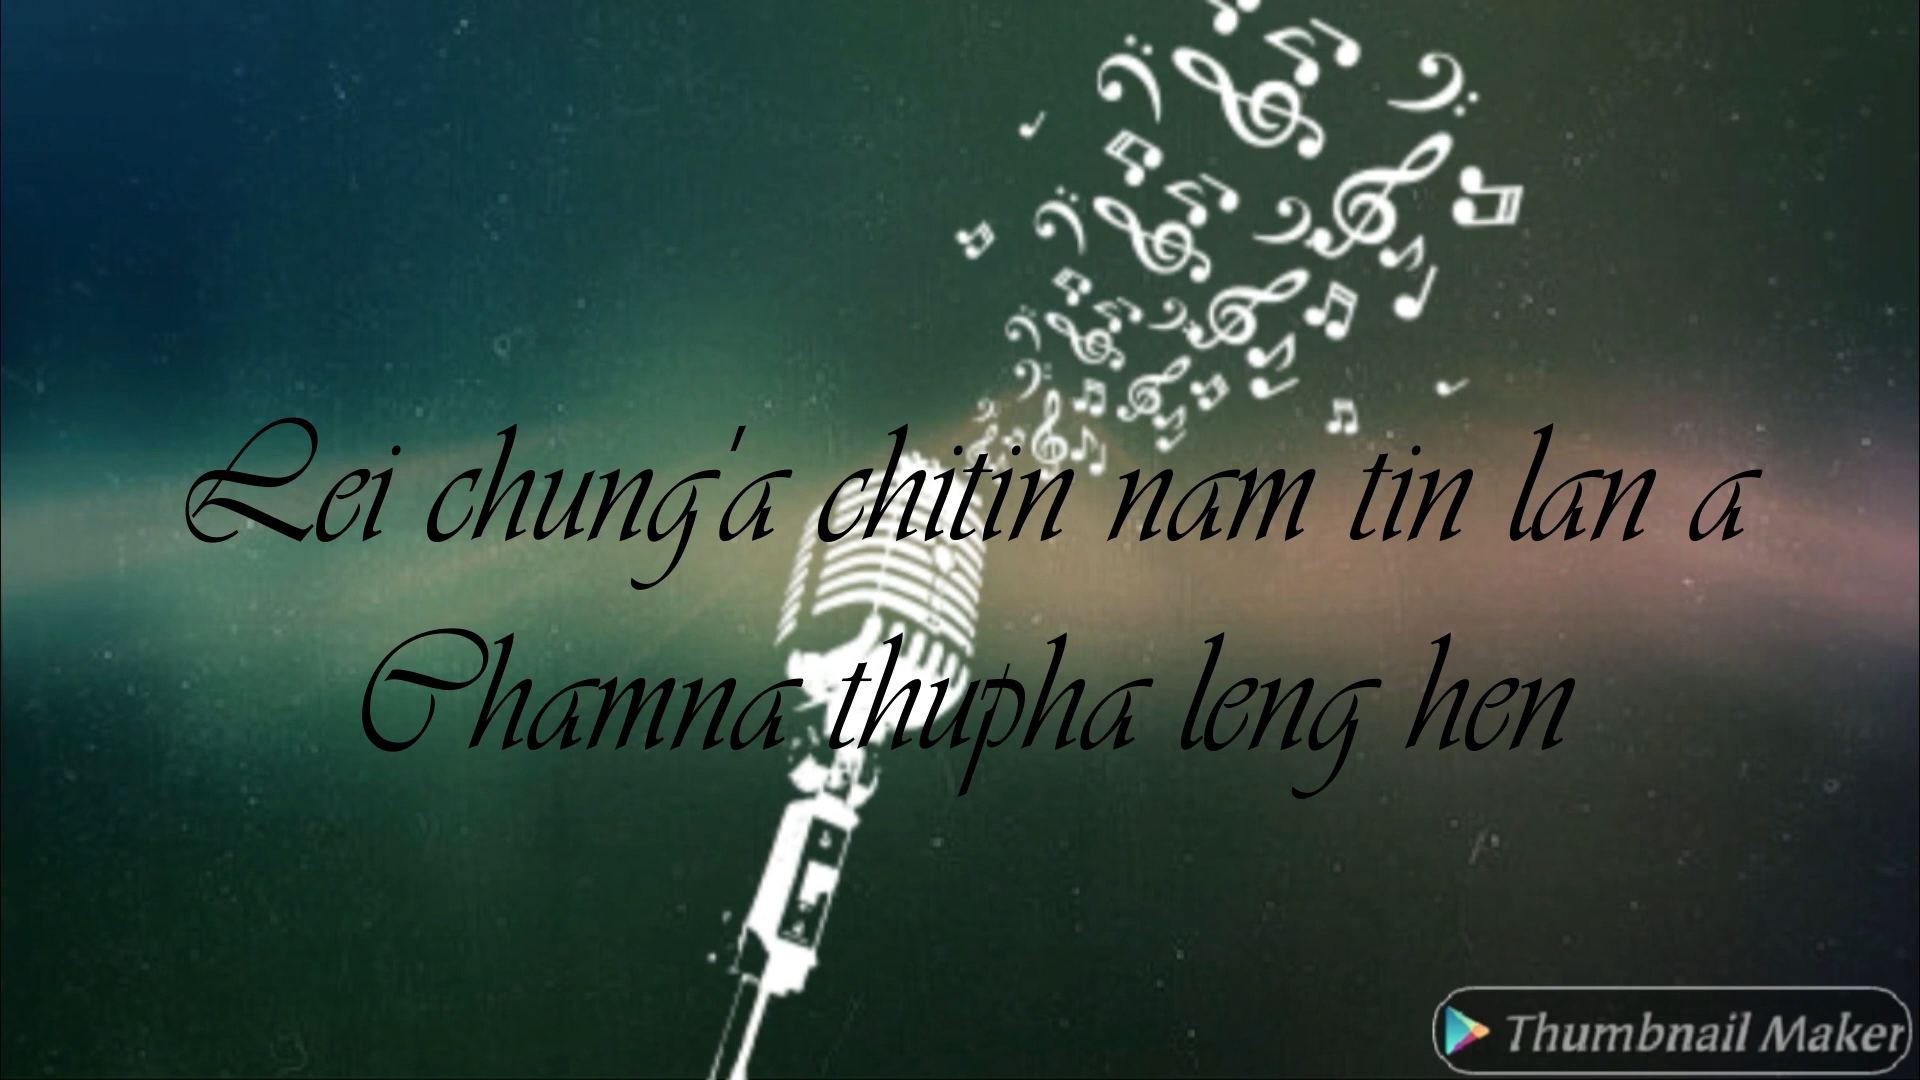 Lei chung'a chitin nam tin lan a
Chamna thupha leng hen
Thumbnail Maker